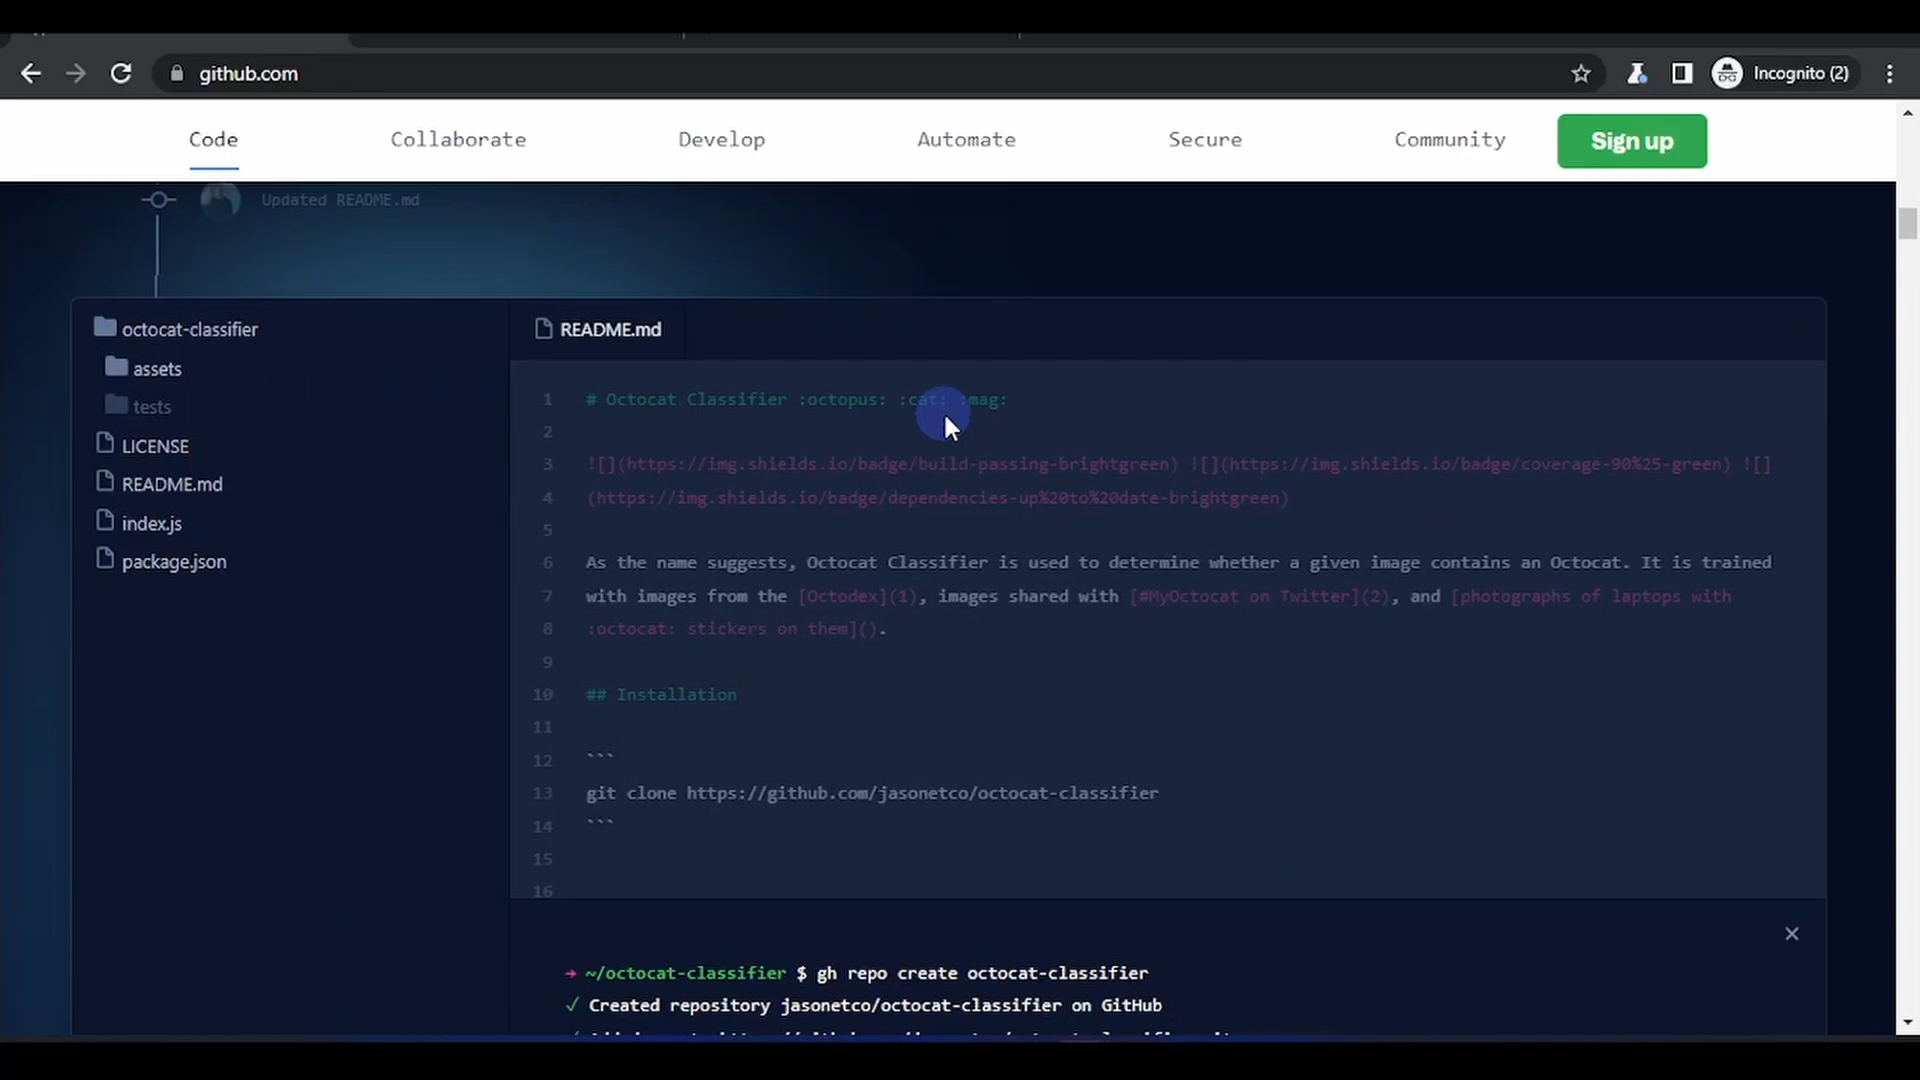 github.com
Incognito (2)
Code Collaborate Develop Automate Secure Community Sign up
Updated README.md
octocat-classifier
assets
tests
LICENSE
README.md
index.js
package.json
README.md
1 # Octocat Classifier :octopus: :cat: :mag:
2
3 ![](https://img.shields.io/badge/build-passing-brightgreen) ![](https://img.shields.io/badge/coverage-90%25-green) ![]
4 (https://img.shields.io/badge/dependencies-up%20to%20date-brightgreen)
5
6 As the name suggests, Octocat Classifier is used to determine whether a given image contains an Octocat. It is trained
7 with images from the [Octodex](1), images shared with [#MyOctocat on Twitter](2), and [photographs of laptops with
8 :octocat: stickers on them]().
9
10 ## Installation
11
12 ```
13 git clone https://github.com/jasonetco/octocat-classifier
14 ```
15
16
→ ~/octocat-classifier $ gh repo create octocat-classifier
✓ Created repository jasonetco/octocat-classifier on GitHub